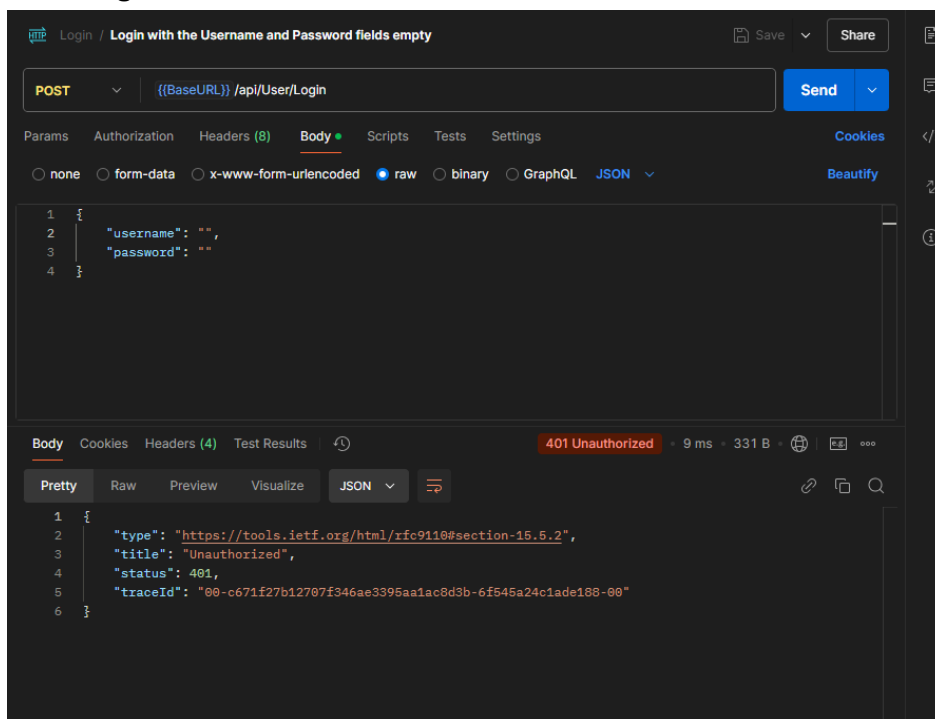 HTTP Login / Login with the Username and Password fields empty Save Share
POST {{BaseURL}} /api/User/Login Send
Params Authorization Headers (8) Body Scripts Tests Settings Cookies
none form-data x-www-form-urlencoded raw binary GraphQL JSON Beautify
1 {
2 "username": "",
3 "password": ""
4 }
Body Cookies Headers (4) Test Results 401 Unauthorized 9 ms 331 B e.g.
Pretty Raw Preview Visualize JSON
1 {
2 "type": "https://tools.ietf.org/html/rfc9110#section-15.5.2",
3 "title": "Unauthorized",
4 "status": 401,
5 "traceId": "00-c671f27b12707f346ae3395aa1ac8d3b-6f545a24c1ade188-00"
6 }